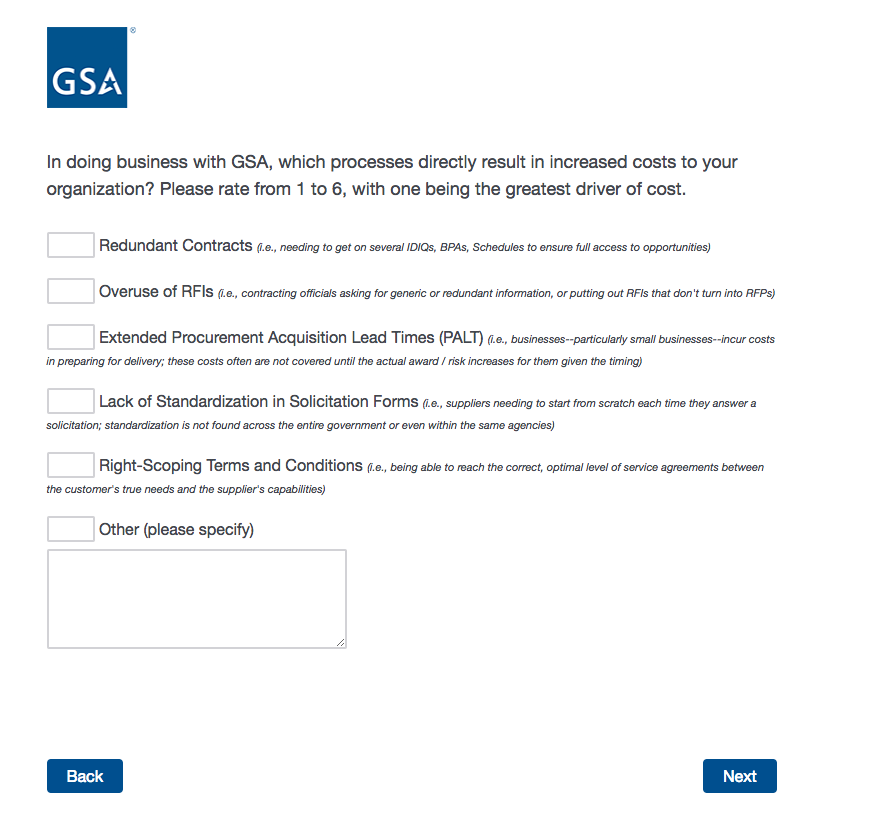 GSA
®
In doing business with GSA, which processes directly result in increased costs to your
organization? Please rate from 1 to 6, with one being the greatest driver of cost.
Redundant Contracts (i.e., needing to get on several IDIQs, BPAs, Schedules to ensure full access to opportunities)
Overuse of RFIs (i.e., contracting officials asking for generic or redundant information, or putting out RFIs that don't turn into RFPs)
Extended Procurement Acquisition Lead Times (PALT) (i.e., businesses--particularly small businesses--incur costs
in preparing for delivery; these costs often are not covered until the actual award / risk increases for them given the timing)
Lack of Standardization in Solicitation Forms (i.e., suppliers needing to start from scratch each time they answer a
solicitation; standardization is not found across the entire government or even within the same agencies)
Right-Scoping Terms and Conditions (i.e., being able to reach the correct, optimal level of service agreements between
the customer's true needs and the supplier's capabilities)
Other (please specify)
Back
Next